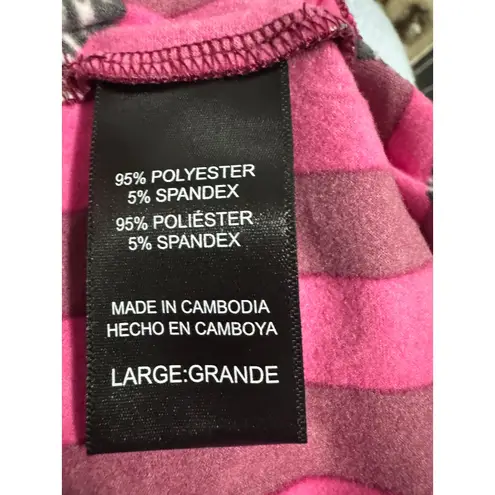 95% POLYESTER
5% SPANDEX
95% POLIÉSTER
5% SPANDEX
MADE IN CAMBODIA
HECHO EN CAMBOYA
LARGE:GRANDE